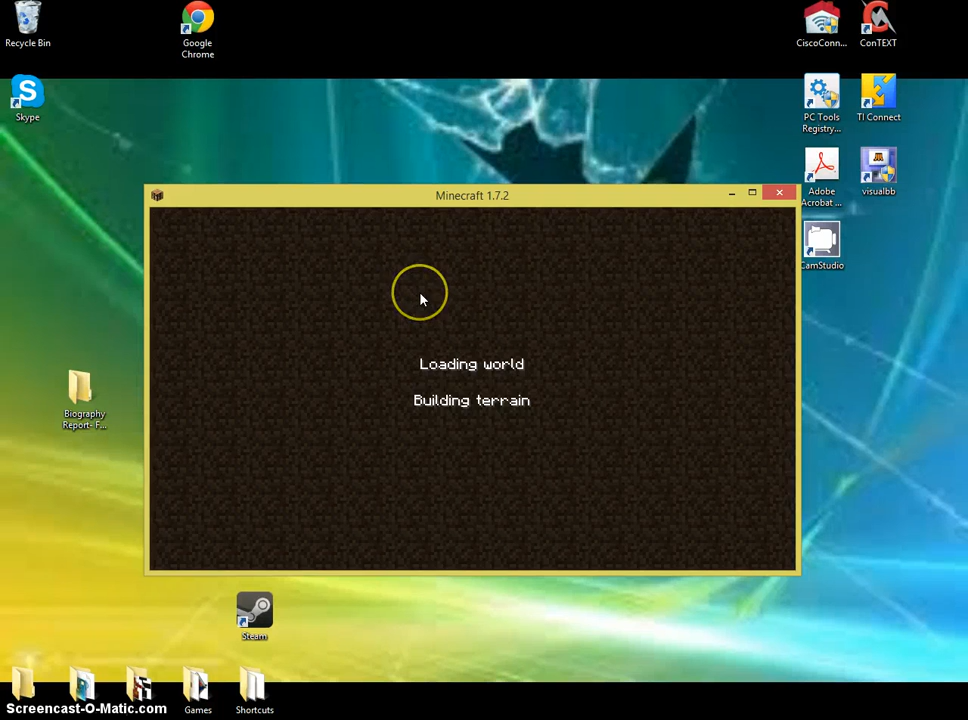 Recycle Bin
Google
Chrome
CiscoConn...
ConTEXT
Skype
PC Tools
Registry...
TI Connect
Minecraft 1.7.2
Adobe
Acrobat ...
visualbb
CamStudio
Loading world
Building terrain
Biography
Report- F...
Steam
Games
Shortcuts
Screencast-O-Matic.com